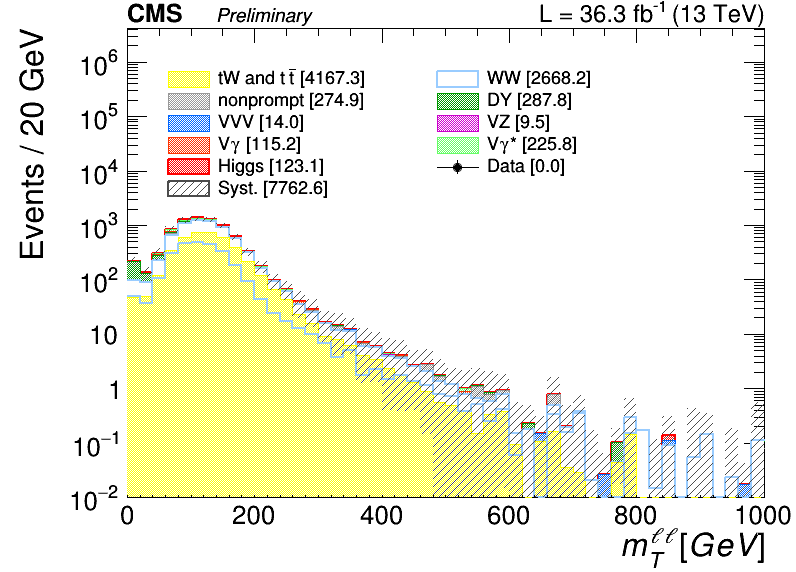 CMS Preliminary L = 36.3 fb⁻¹ (13 TeV)
Events / 20 GeV
10⁶
10⁵
10⁴
10³
10²
10
1
10⁻¹
10⁻²
tW and t t̄ [4167.3]
nonprompt [274.9]
VVV [14.0]
Vγ [115.2]
Higgs [123.1]
Syst. [7762.6]
WW [2668.2]
DY [287.8]
VZ [9.5]
Vγ* [225.8]
Data [0.0]
0 200 400 600 800 1000
m_T^ℓℓ [GeV]